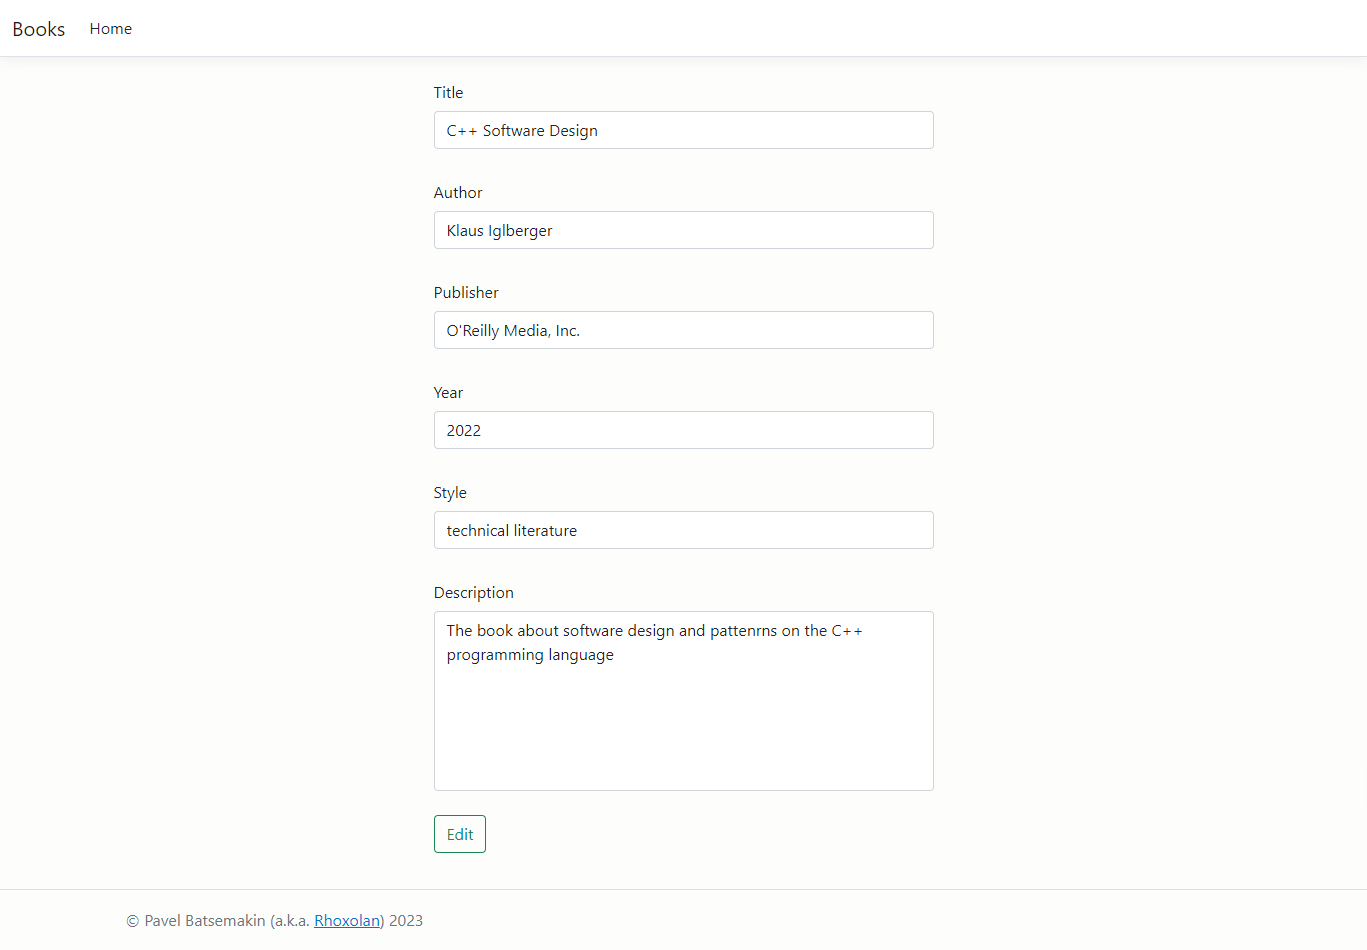 Books Home
Title
C++ Software Design
Author
Klaus Iglberger
Publisher
O'Reilly Media, Inc.
Year
2022
Style
technical literature
Description
The book about software design and pattenrns on the C++
programming language
Edit
© Pavel Batsemakin (a.k.a. Rhoxolan) 2023